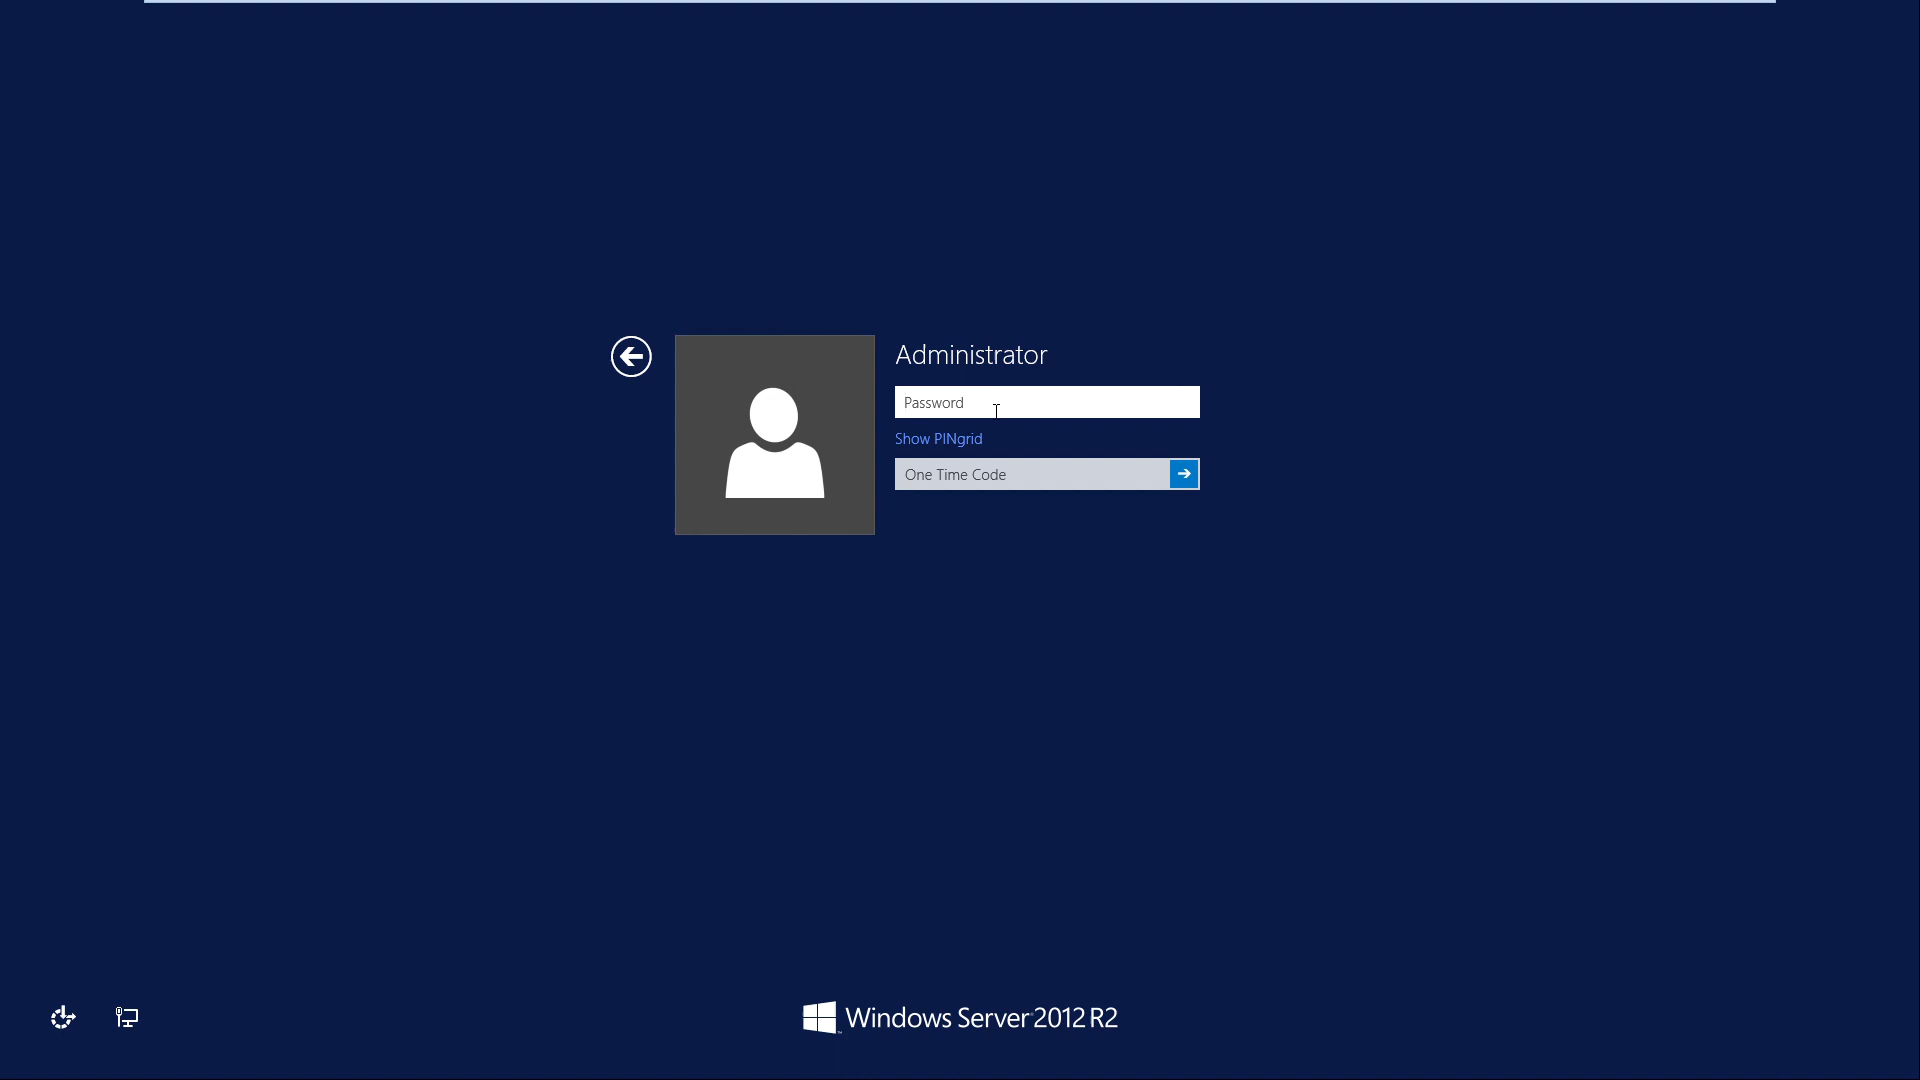 Administrator
Password
Show PINgrid
One Time Code
Windows Server 2012 R2